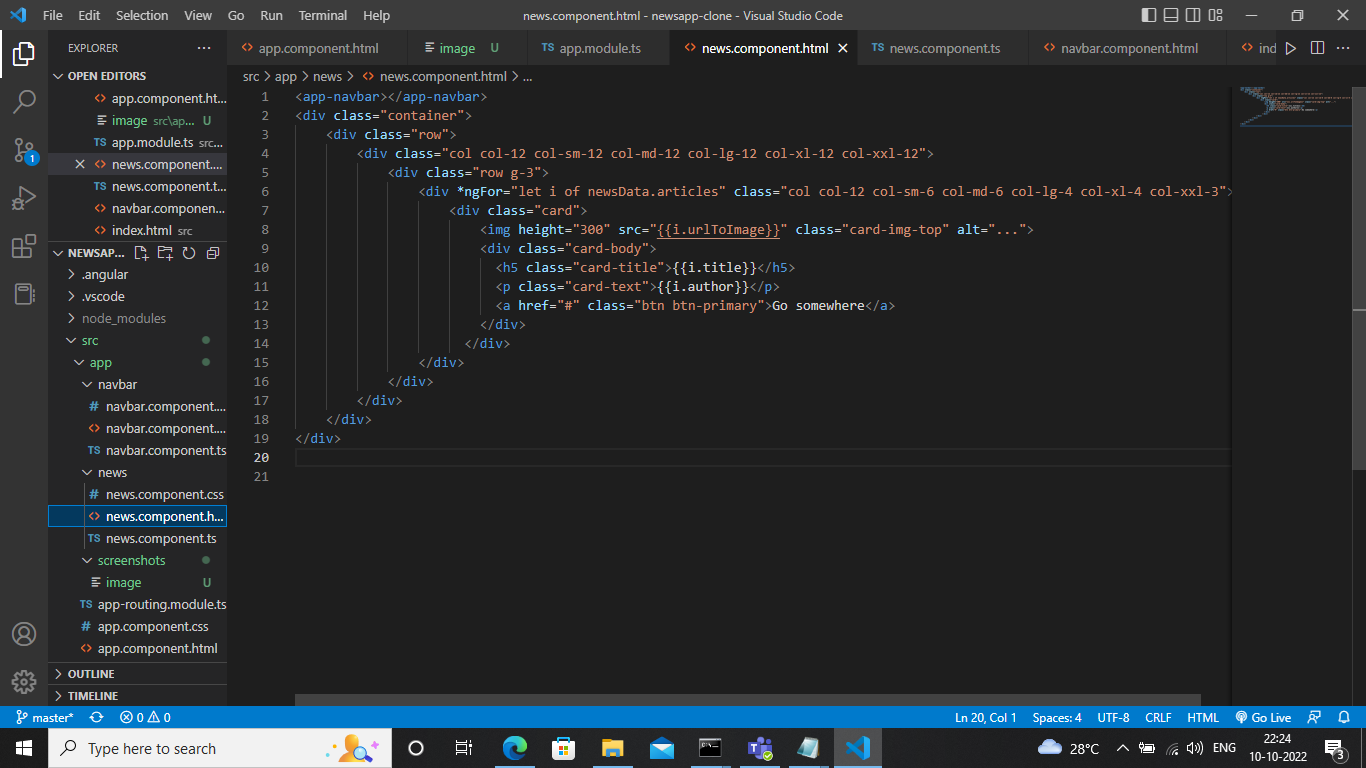 File Edit Selection View Go Run Terminal Help news.component.html - newsapp-clone - Visual Studio Code
EXPLORER
app.component.html image U TS app.module.ts news.component.html TS news.component.ts navbar.component.html ind
OPEN EDITORS
src > app > news > news.component.html > ...
app.component.ht...
image src\ap... U
TS app.module.ts src...
news.component....
TS news.component.t...
navbar.component...
index.html src
NEWSAP...
.angular
.vscode
node_modules
src
app
navbar
# navbar.component....
navbar.component....
TS navbar.component.ts
news
# news.component.css
news.component.h...
TS news.component.ts
screenshots
image U
TS app-routing.module.ts
# app.component.css
app.component.html
OUTLINE
TIMELINE
1 <app-navbar></app-navbar>
2 <div class="container">
3 <div class="row">
4 <div class="col col-12 col-sm-12 col-md-12 col-lg-12 col-xl-12 col-xxl-12">
5 <div class="row g-3">
6 <div *ngFor="let i of newsData.articles" class="col col-12 col-sm-6 col-md-6 col-lg-4 col-xl-4 col-xxl-3">
7 <div class="card">
8 <img height="300" src="{{i.urlToImage}}" class="card-img-top" alt="...">
9 <div class="card-body">
10 <h5 class="card-title">{{i.title}}</h5>
11 <p class="card-text">{{i.author}}</p>
12 <a href="#" class="btn btn-primary">Go somewhere</a>
13 </div>
14 </div>
15 </div>
16 </div>
17 </div>
18 </div>
19 </div>
20
21
1
master* 0 0 Ln 20, Col 1 Spaces: 4 UTF-8 CRLF HTML Go Live
Type here to search 28°C ENG 22:24
10-10-2022
3